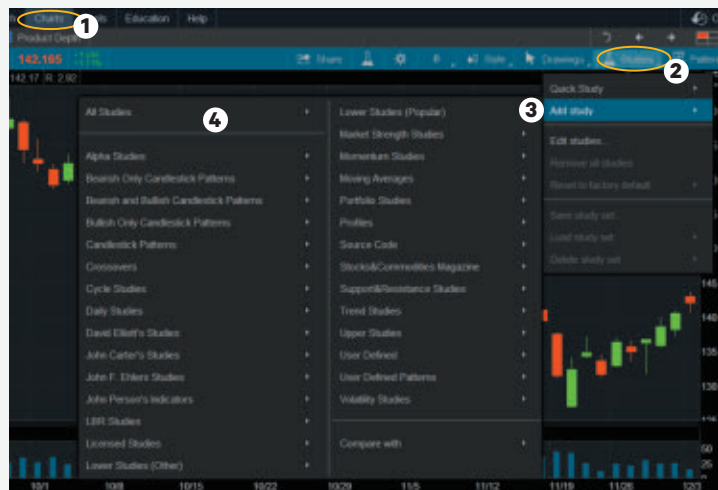 Charts
1
Education
Help
Product Depth
142.165
Share
Style
Drawings
Studies
2
142.17 R: 2.92
Quick Study
3
Add study
Edit studies...
Remove all studies
Reset to factory default
Save study set...
Load study set
Delete study set
4
All Studies
Alpha Studies
Bearish Only Candlestick Patterns
Bearish and Bullish Candlestick Patterns
Bullish Only Candlestick Patterns
Candlestick Patterns
Crossovers
Cycle Studies
Daily Studies
David Elliott's Studies
John Carter's Studies
John F. Ehlers Studies
John Person's Indicators
LBR Studies
Licensed Studies
Lower Studies (Other)
Lower Studies (Popular)
Market Strength Studies
Momentum Studies
Moving Averages
Portfolio Studies
Profiles
Source Code
Stocks&Commodities Magazine
Support&Resistance Studies
Trend Studies
Upper Studies
User Defined
User Defined Patterns
Volatility Studies
Compare with
145
140
135
130
50
25
10/1 10/8 10/15 10/22 10/29 11/5 11/12 11/19 11/26 12/3